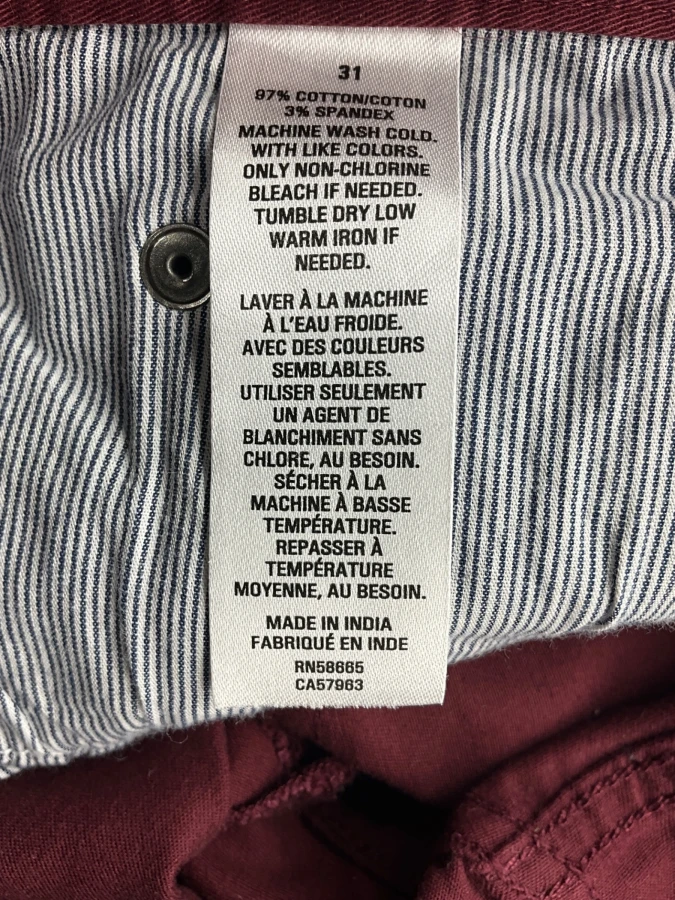 31
97% COTTON/COTON
3% SPANDEX
MACHINE WASH COLD.
WITH LIKE COLORS.
ONLY NON-CHLORINE
BLEACH IF NEEDED.
TUMBLE DRY LOW
WARM IRON IF
NEEDED.
LAVER À LA MACHINE
À L'EAU FROIDE.
AVEC DES COULEURS
SEMBLABLES.
UTILISER SEULEMENT
UN AGENT DE
BLANCHIMENT SANS
CHLORE, AU BESOIN.
SÉCHER À LA
MACHINE À BASSE
TEMPÉRATURE.
REPASSER À
TEMPÉRATURE
MOYENNE, AU BESOIN.
MADE IN INDIA
FABRIQUÉ EN INDE
RN58665
CA57963